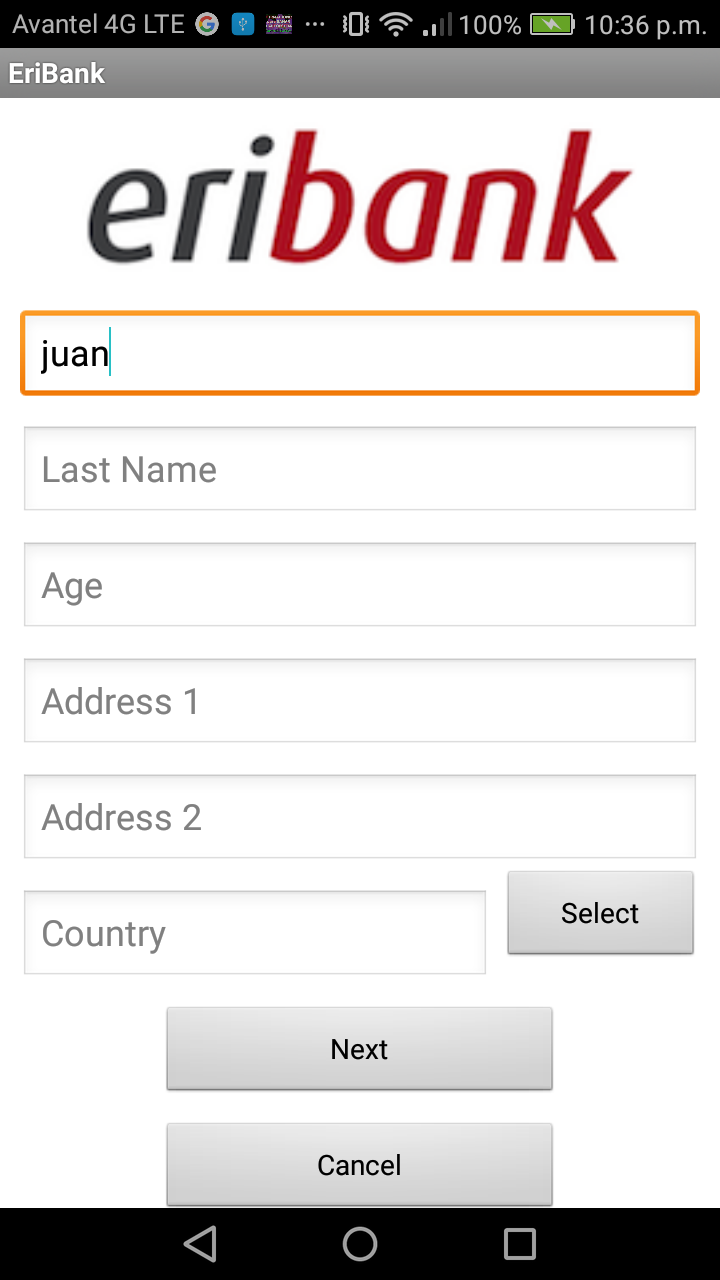 Avantel 4G LTE G ... 100% 10:36 p.m.
EriBank
eribank
juan
Last Name
Age
Address 1
Address 2
Country
Select
Next
Cancel